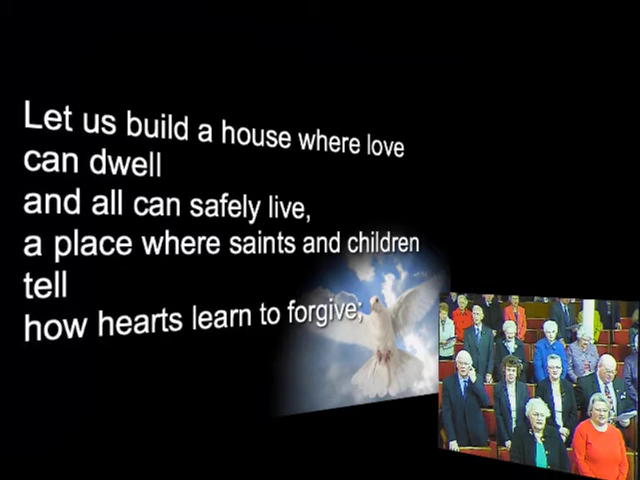 Let us build a house where love
can dwell
and all can safely live,
a place where saints and children
tell
how hearts learn to forgive;